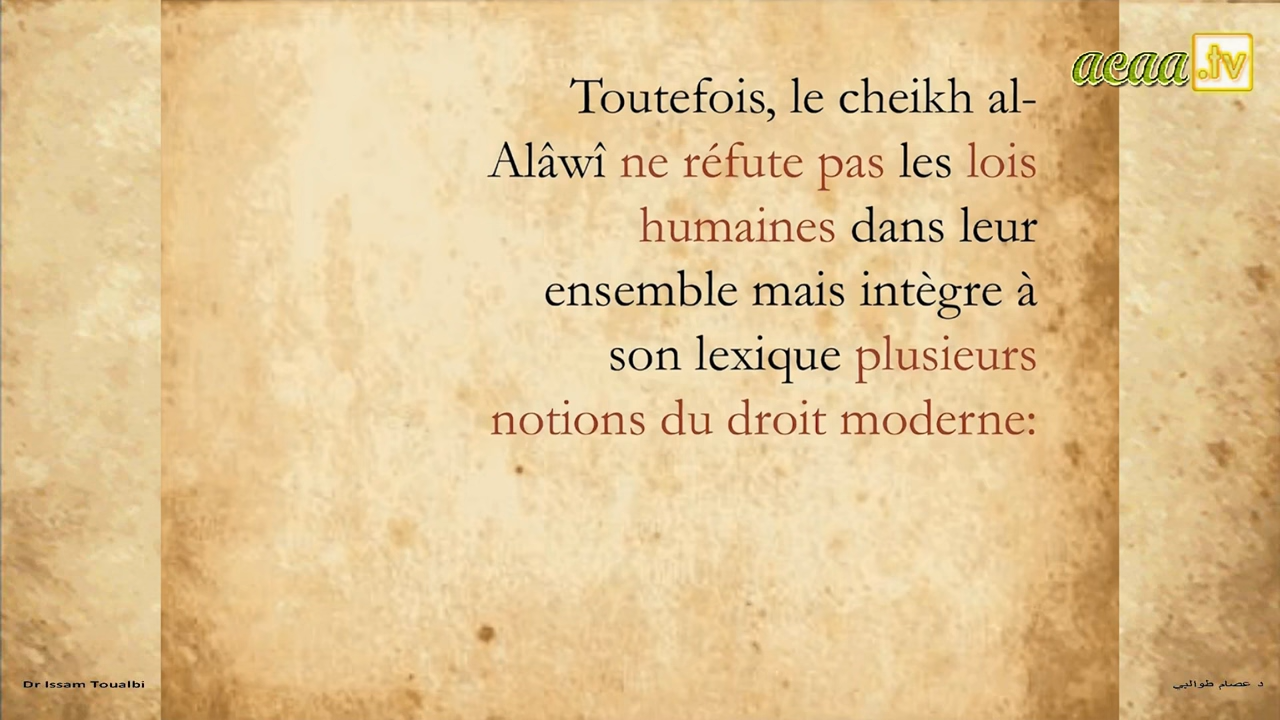 aeaa.tv
Toutefois, le cheikh al-
Alâwî ne réfute pas les lois
humaines dans leur
ensemble mais intègre à
son lexique plusieurs
notions du droit moderne:
Dr Issam Toualbi
د عصام طوالبي